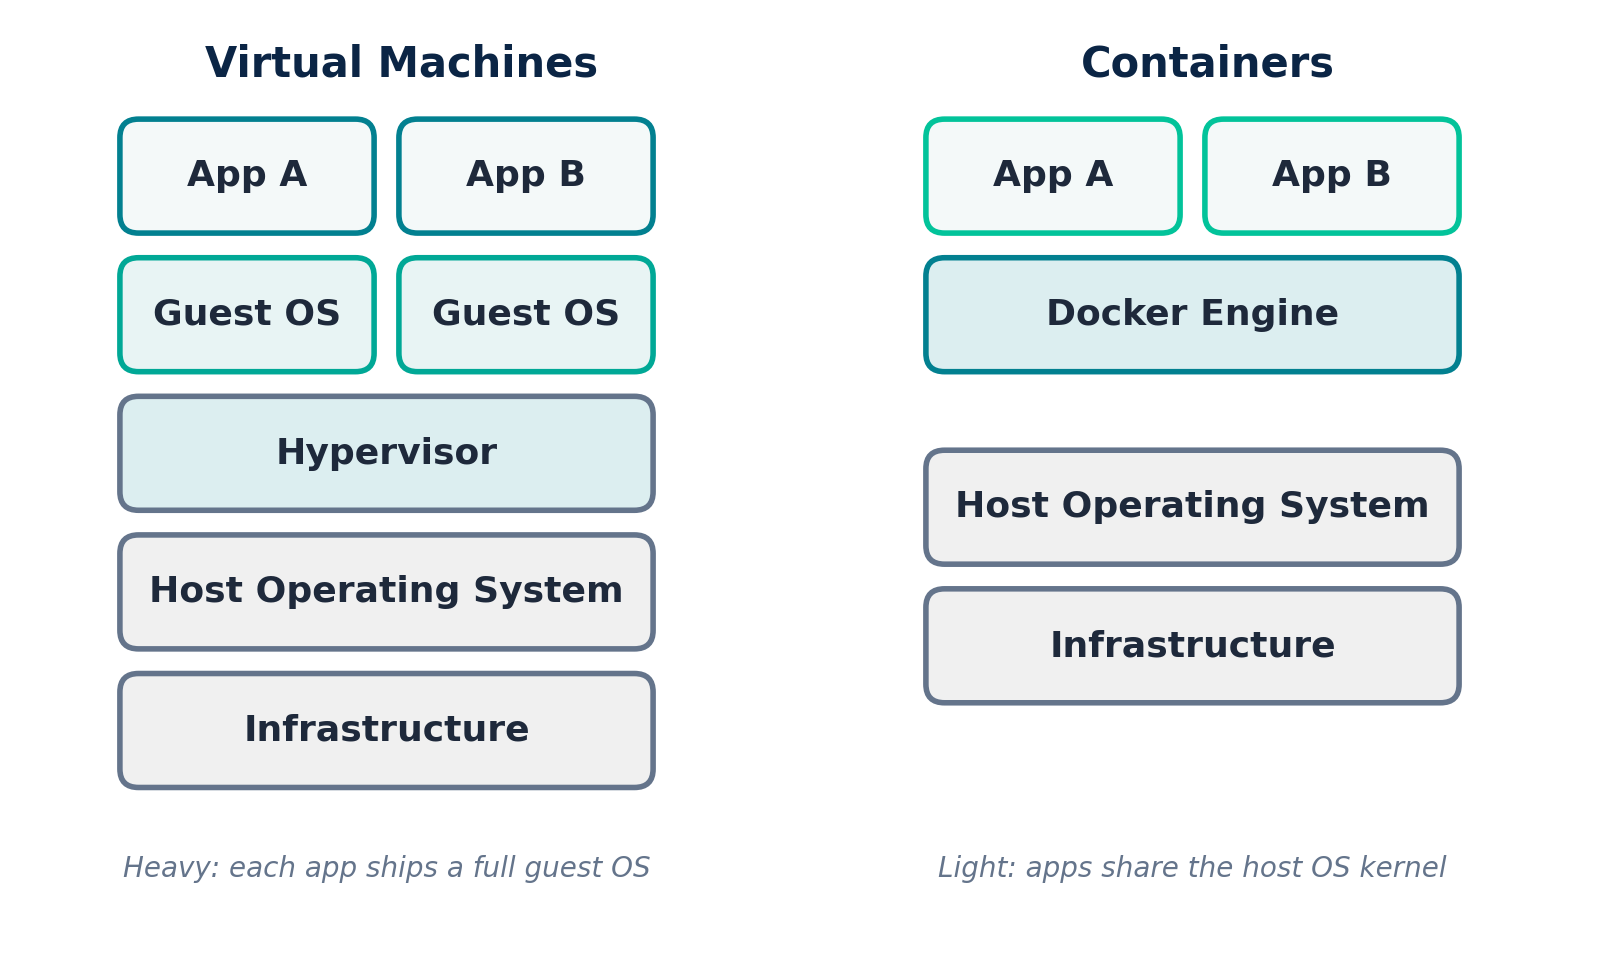 Virtual Machines
App A
App B
Guest OS
Guest OS
Hypervisor
Host Operating System
Infrastructure
Heavy: each app ships a full guest OS
Containers
App A
App B
Docker Engine
Host Operating System
Infrastructure
Light: apps share the host OS kernel